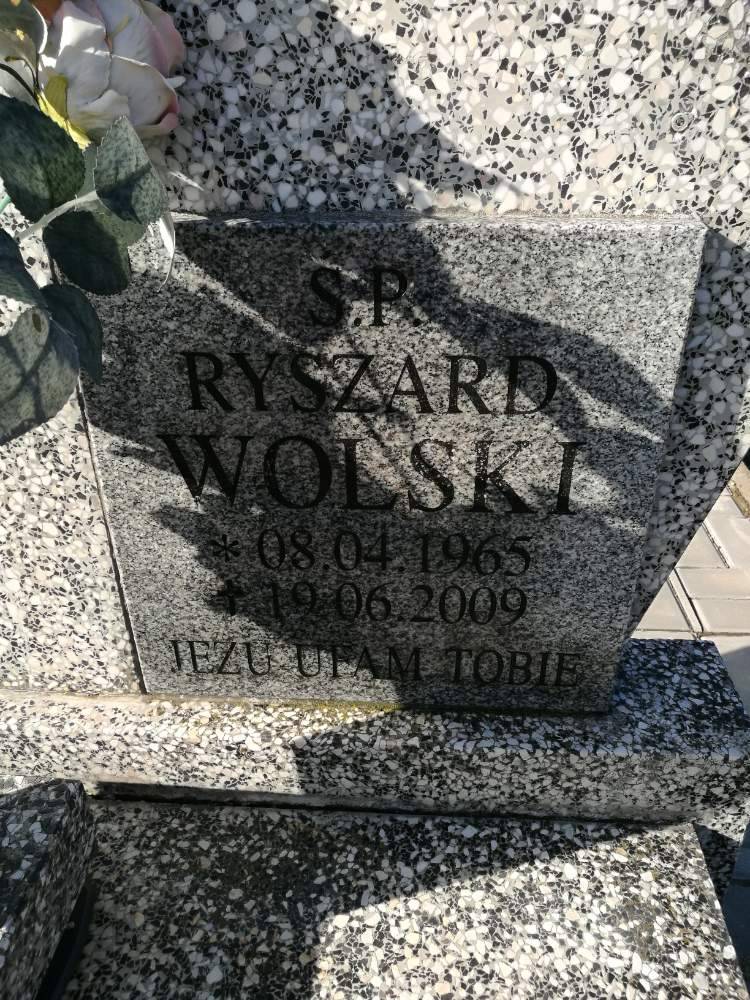 Ś.P.
RYSZARD
WOLSKI
* 08.04.1965
✝ 19.06.2009
JEZU UFAM TOBIE